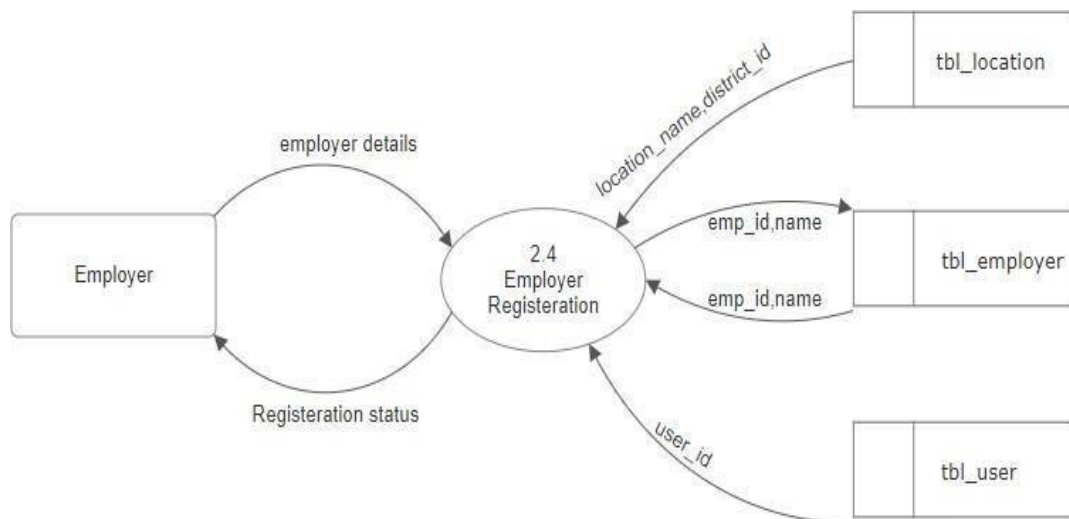 tbl_location
location_name,district_id
employer details
emp_id,name
2.4
Employer
Registeration
Employer
tbl_employer
emp_id,name
Registeration status
user_id
tbl_user